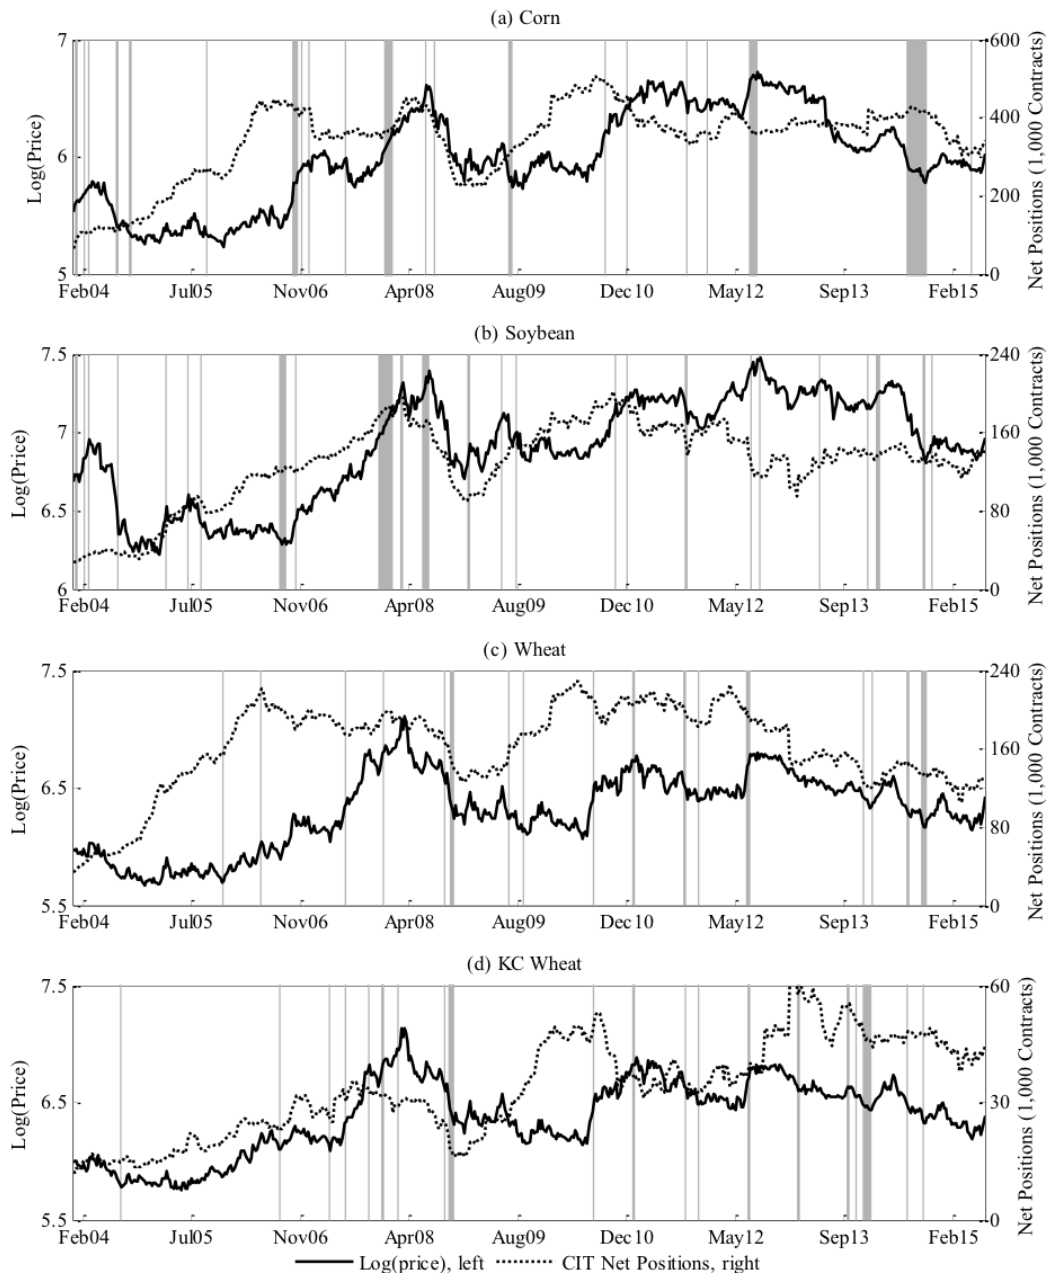 (a) Corn
7
6
5
Log(Price)
600
400
200
0
Net Positions (1,000 Contracts)
Feb04 Jul05 Nov06 Apr08 Aug09 Dec10 May12 Sep13 Feb15
(b) Soybean
7.5
7
6.5
6
Log(Price)
240
160
80
0
Net Positions (1,000 Contracts)
Feb04 Jul05 Nov06 Apr08 Aug09 Dec10 May12 Sep13 Feb15
(c) Wheat
7.5
6.5
5.5
Log(Price)
240
160
80
0
Net Positions (1,000 Contracts)
Feb04 Jul05 Nov06 Apr08 Aug09 Dec10 May12 Sep13 Feb15
(d) KC Wheat
7.5
6.5
5.5
Log(Price)
60
30
0
Net Positions (1,000 Contracts)
Feb04 Jul05 Nov06 Apr08 Aug09 Dec10 May12 Sep13 Feb15
Log(price), left CIT Net Positions, right